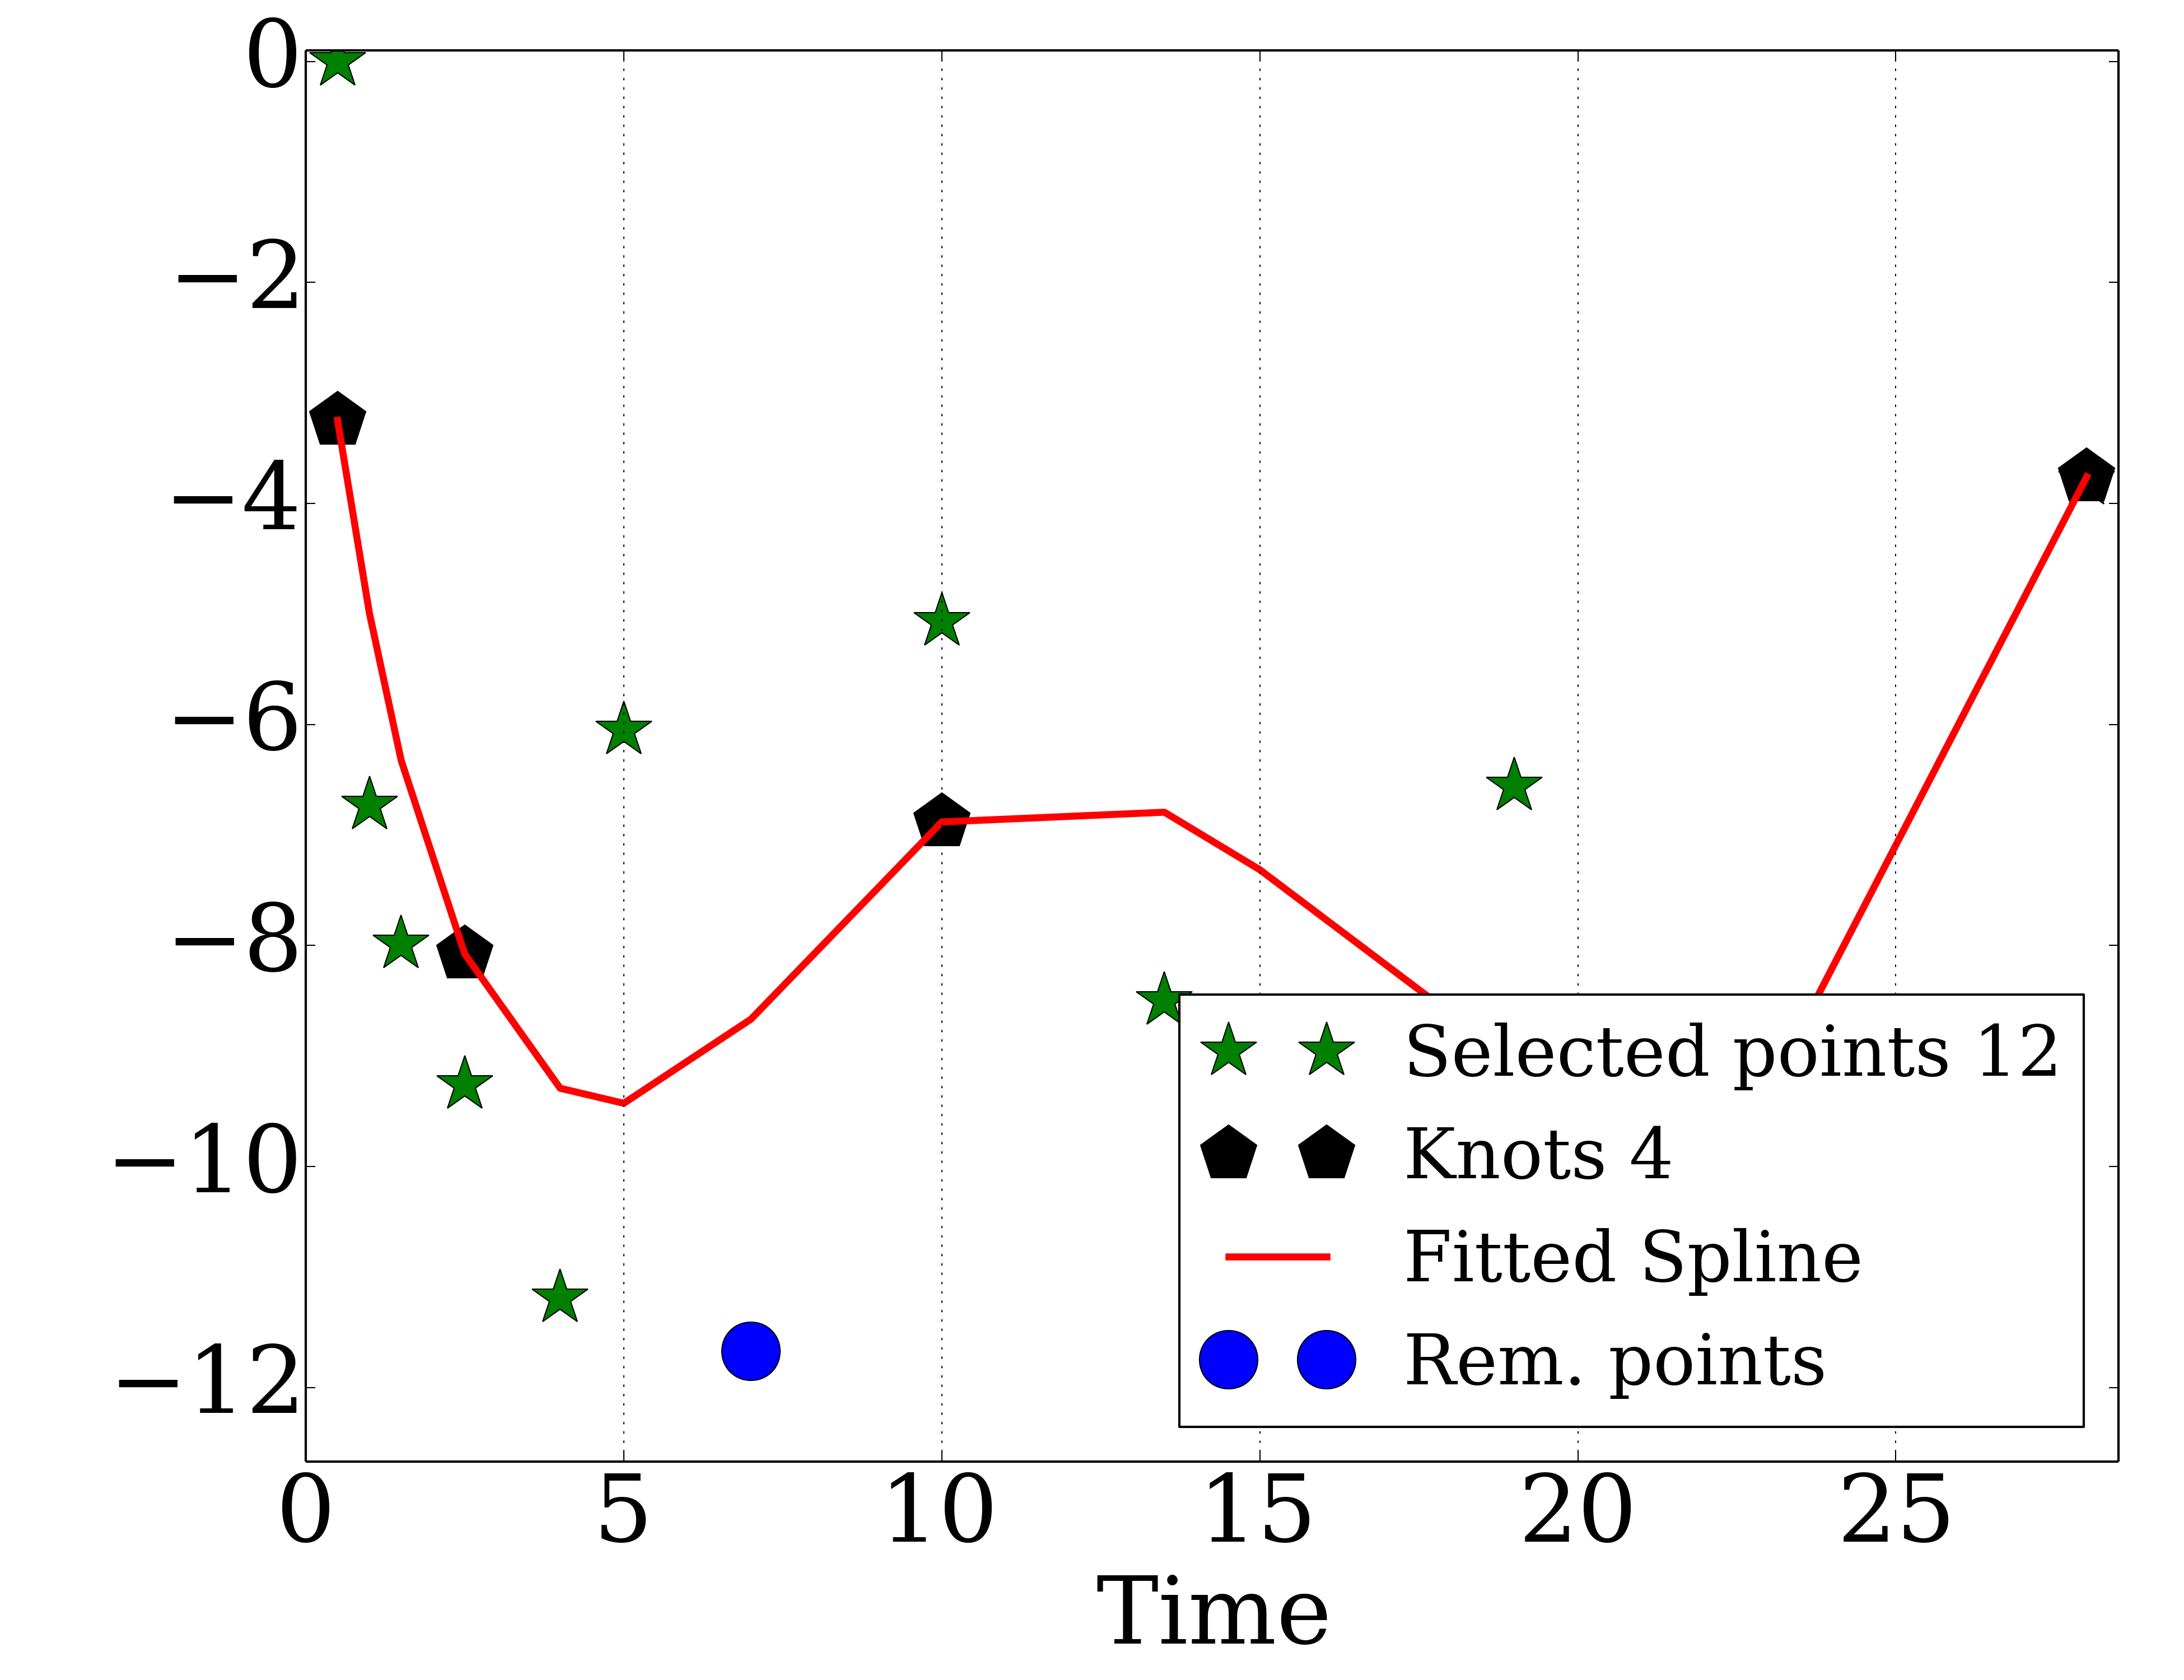 0
−2
−4
−6
−8
−10
−12
Selected points 12
Knots 4
Fitted Spline
Rem. points
0 5 10 15 20 25
Time